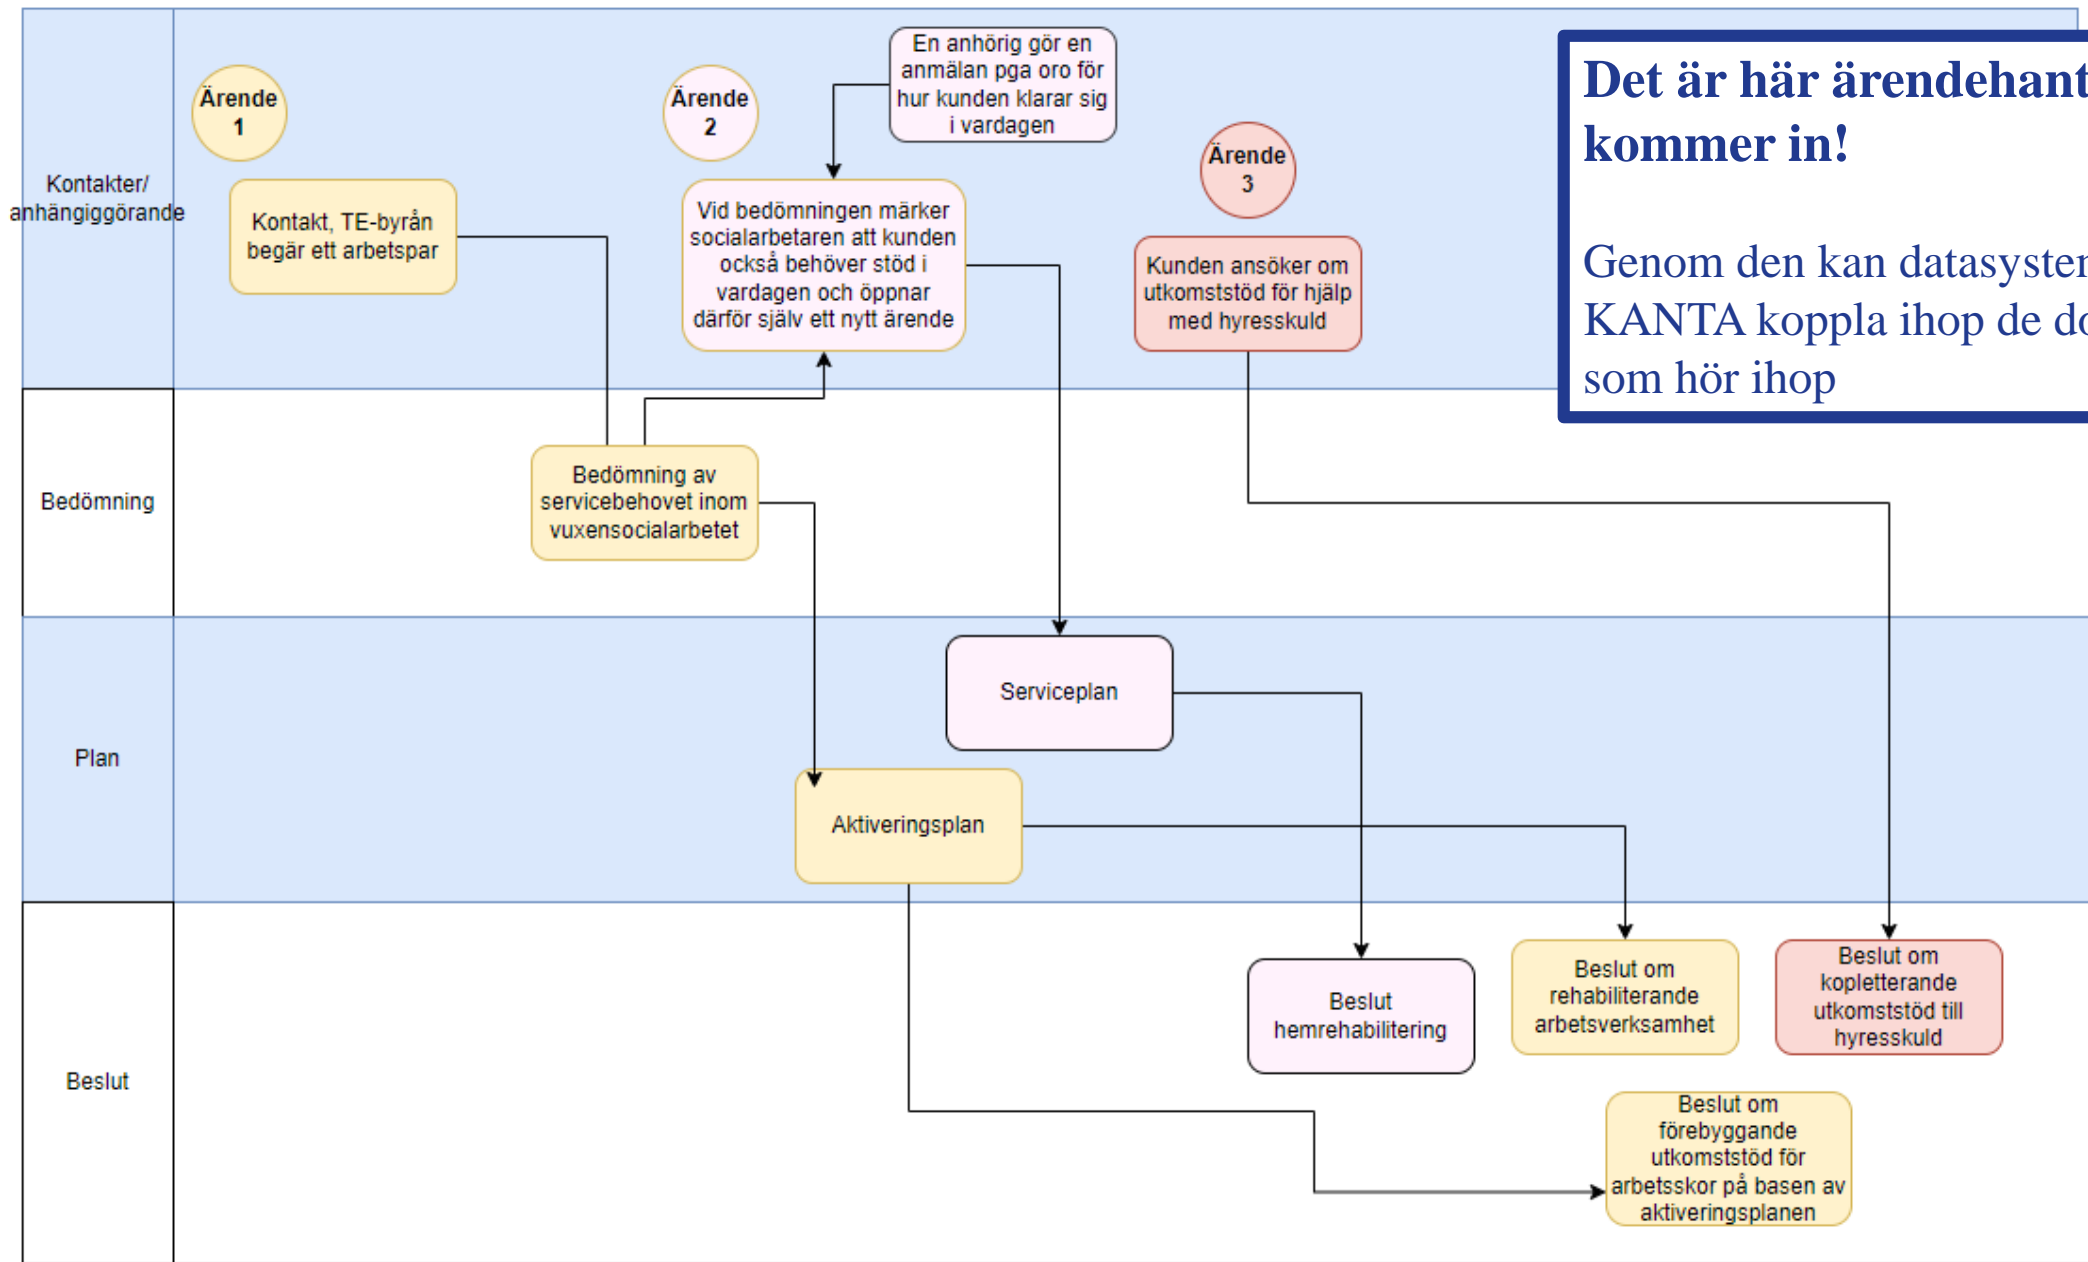 Kontakter/
anhängiggörande
Ärende
1
Kontakt, TE-byrån
begär ett arbetspar
Ärende
2
En anhörig gör en
anmälan pga oro för
hur kunden klarar sig
i vardagen
Vid bedömningen märker
socialarbetaren att kunden
också behöver stöd i
vardagen och öppnar
därför själv ett nytt ärende
Ärende
3
Kunden ansöker om
utkomststöd för hjälp
med hyresskuld
Det är här ärendehant
kommer in!
Genom den kan datasystem
KANTA koppla ihop de do
som hör ihop
Bedömning
Bedömning av
servicebehovet inom
vuxensocialarbetet
Plan
Serviceplan
Aktiveringsplan
Beslut
Beslut
hemrehabilitering
Beslut om
rehabiliterande
arbetsverksamhet
Beslut om
kopletterande
utkomststöd till
hyresskuld
Beslut om
förebyggande
utkomststöd för
arbetsskor på basen av
aktiveringsplanen